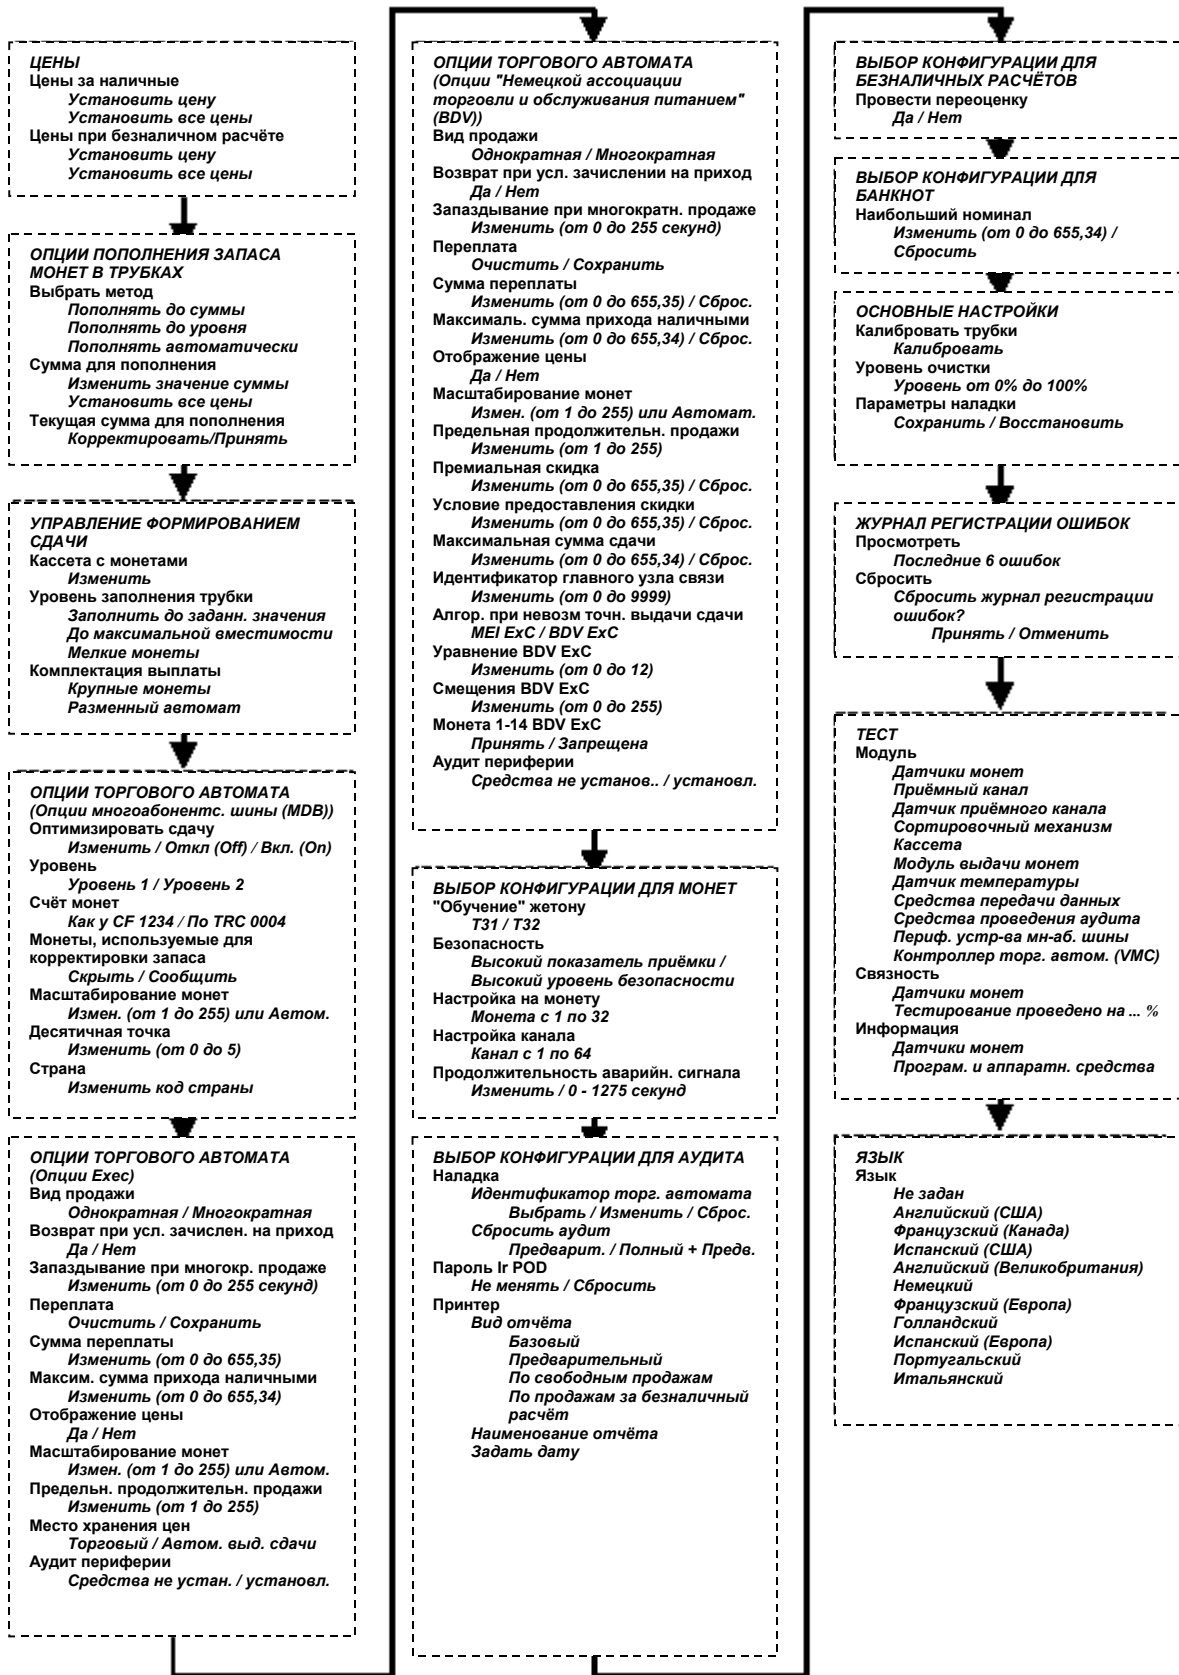 ЦЕНЫ
Цены за наличные
Установить цену
Установить все цены
Цены при безналичном расчёте
Установить цену
Установить все цены
ОПЦИИ ПОПОЛНЕНИЯ ЗАПАСА
МОНЕТ В ТРУБКАХ
Выбрать метод
Пополнять до суммы
Пополнять до уровня
Пополнять автоматически
Сумма для пополнения
Изменить значение суммы
Установить все цены
Текущая сумма для пополнения
Корректировать/Принять
УПРАВЛЕНИЕ ФОРМИРОВАНИЕМ
СДАЧИ
Кассета с монетами
Изменить
Уровень заполнения трубки
Заполнить до заданн. значения
До максимальной вместимости
Мелкие монеты
Комплектация выплаты
Крупные монеты
Разменный автомат
ОПЦИИ ТОРГОВОГО АВТОМАТА
(Опции многоабонентс. шины (MDB))
Оптимизировать сдачу
Изменить / Откл (Off) / Вкл. (On)
Уровень
Уровень 1 / Уровень 2
Счёт монет
Как у CF 1234 / По TRC 0004
Монеты, используемые для
корректировки запаса
Скрыть / Сообщить
Масштабирование монет
Измен. (от 1 до 255) или Автом.
Десятичная точка
Изменить (от 0 до 5)
Страна
Изменить код страны
ОПЦИИ ТОРГОВОГО АВТОМАТА
(Опции Exec)
Вид продажи
Однократная / Многократная
Возврат при усл. зачислен. на приход
Да / Нет
Запаздывание при многокр. продаже
Изменить (от 0 до 255 секунд)
Переплата
Очистить / Сохранить
Сумма переплаты
Изменить (от 0 до 655,35)
Максим. сумма прихода наличными
Изменить (от 0 до 655,34)
Отображение цены
Да / Нет
Масштабирование монет
Измен. (от 1 до 255) или Автом.
Предельн. продолжительн. продажи
Изменить (от 1 до 255)
Место хранения цен
Торговый / Автом. выд. сдачи
Аудит периферии
Средства не устан. / установл.
ОПЦИИ ТОРГОВОГО АВТОМАТА
(Опции "Немецкой ассоциации
торговли и обслуживания питанием"
(BDV))
Вид продажи
Однократная / Многократная
Возврат при усл. зачислении на приход
Да / Нет
Запаздывание при многократн. продаже
Изменить (от 0 до 255 секунд)
Переплата
Очистить / Сохранить
Сумма переплаты
Изменить (от 0 до 655,35) / Сброс.
Максималь. сумма прихода наличными
Изменить (от 0 до 655,34) / Сброс.
Отображение цены
Да / Нет
Масштабирование монет
Измен. (от 1 до 255) или Автомат.
Предельная продолжительн. продажи
Изменить (от 1 до 255)
Премиальная скидка
Изменить (от 0 до 655,35) / Сброс.
Условие предоставления скидки
Изменить (от 0 до 655,35) / Сброс.
Максимальная сумма сдачи
Изменить (от 0 до 655,34) / Сброс.
Идентификатор главного узла связи
Изменить (от 0 до 9999)
Алгор. при невозм точн. выдачи сдачи
MEI ExC / BDV ExC
Уравнение BDV ExC
Изменить (от 0 до 12)
Смещения BDV ExC
Изменить (от 0 до 255)
Монета 1-14 BDV ExC
Принять / Запрещена
Аудит периферии
Средства не установ.. / установл.
ВЫБОР КОНФИГУРАЦИИ ДЛЯ МОНЕТ
"Обучение" жетону
T31 / T32
Безопасность
Высокий показатель приёмки /
Высокий уровень безопасности
Настройка на монету
Монета с 1 по 32
Настройка канала
Канал с 1 по 64
Продолжительность аварийн. сигнала
Изменить / 0 - 1275 секунд
ВЫБОР КОНФИГУРАЦИИ ДЛЯ АУДИТА
Наладка
Идентификатор торг. автомата
Выбрать / Изменить / Сброс.
Сбросить аудит
Предварит. / Полный + Предв.
Пароль Ir POD
Не менять / Сбросить
Принтер
Вид отчёта
Базовый
Предварительный
По свободным продажам
По продажам за безналичный
расчёт
Наименование отчёта
Задать дату
ВЫБОР КОНФИГУРАЦИИ ДЛЯ
БЕЗНАЛИЧНЫХ РАСЧЁТОВ
Провести переоценку
Да / Нет
ВЫБОР КОНФИГУРАЦИИ ДЛЯ
БАНКНОТ
Наибольший номинал
Изменить (от 0 до 655,34) /
Сбросить
ОСНОВНЫЕ НАСТРОЙКИ
Калибровать трубки
Калибровать
Уровень очистки
Уровень от 0% до 100%
Параметры наладки
Сохранить / Восстановить
ЖУРНАЛ РЕГИСТРАЦИИ ОШИБОК
Просмотреть
Последние 6 ошибок
Сбросить
Сбросить журнал регистрации
ошибок?
Принять / Отменить
ТЕСТ
Модуль
Датчики монет
Приёмный канал
Датчик приёмного канала
Сортировочный механизм
Кассета
Модуль выдачи монет
Датчик температуры
Средства передачи данных
Средства проведения аудита
Периф. устр-ва мн-аб. шины
Контроллер торг. автом. (VMC)
Связность
Датчики монет
Тестирование проведено на ... %
Информация
Датчики монет
Програм. и аппаратн. средства
ЯЗЫК
Язык
Не задан
Английский (США)
Французский (Канада)
Испанский (США)
Английский (Великобритания)
Немецкий
Французский (Европа)
Голландский
Испанский (Европа)
Португальский
Итальянский